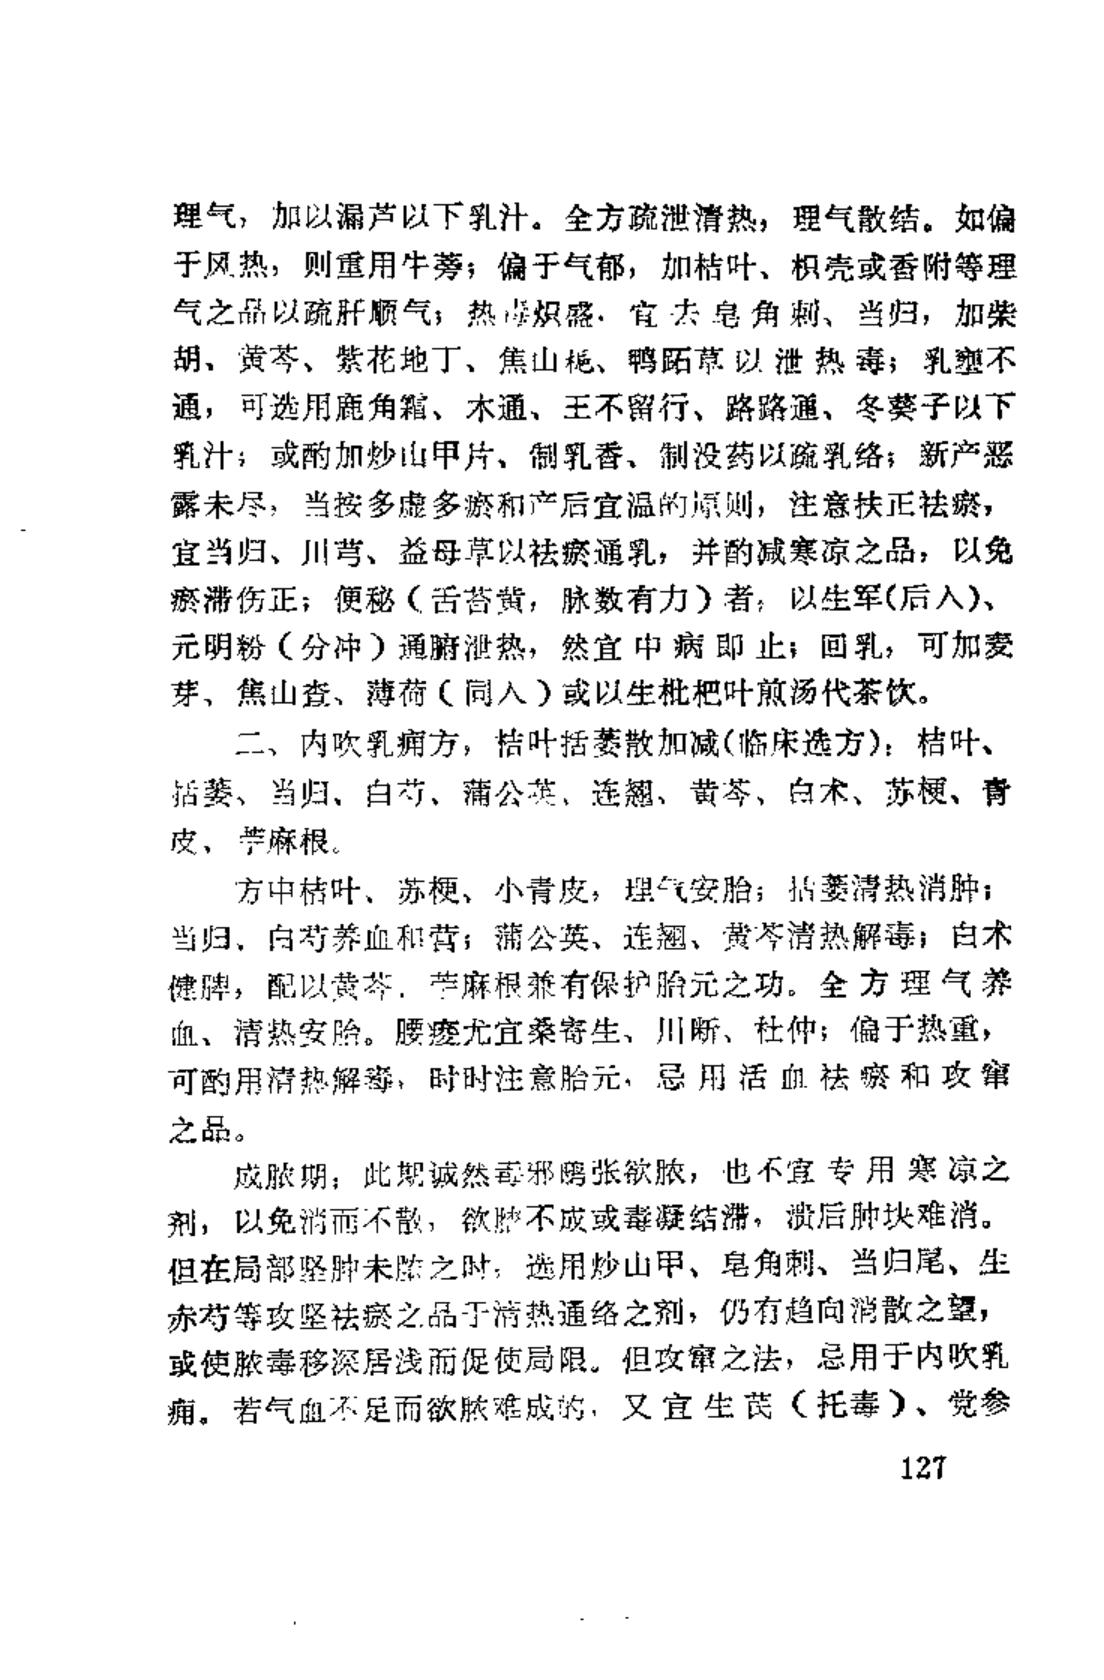 理气，加以漏芦以下乳汁。全方疏泄清热，理气散结。如偏
于风热，则重用牛蒡；偏于气郁，加桔叶、枳壳或香附等理
气之品以疏肝顺气；热毒炽盛，宜去皂角刺、当归，加柴
胡、黄芩、紫花地丁、焦山栀、鸭跖草以泄热毒；乳壅不
通，可选用鹿角霜、木通、王不留行、路路通、冬葵子以下
乳汁；或酌加炒山甲片、制乳香、制没药以疏乳络；新产恶
露未尽，当按多虚多瘀和产后宜温的原则，注意扶正祛瘀，
宜当归、川芎、益母草以祛瘀通乳，并酌减寒凉之品，以免
瘀滞伤正；便秘（舌苔黄，脉数有力）者，以生军(后入)、
元明粉（分冲）通腑泄热，然宜中病即止；回乳，可加麦
芽、焦山查、薄荷（同入）或以生枇杷叶煎汤代茶饮。
二、内吹乳痈方，桔叶括蒌散加减(临床选方)：桔叶、
括蒌、当归、白芍、蒲公英、连翘、黄芩、白术、苏梗、青
皮、苧麻根。
方中桔叶、苏梗、小青皮，理气安胎；括蒌清热消肿；
当归、白芍养血和营；蒲公英、连翘、黄芩清热解毒；白术
健脾，配以黄芩、苧麻根兼有保护胎元之功。全方理气养
血、清热安胎。腰痠尤宜桑寄生、川断、杜仲；偏于热重，
可酌用清热解毒，时时注意胎元，忌用活血祛瘀和攻窜
之品。
成脓期：此期诚然毒邪鸱张欲脓，也不宜专用寒凉之
剂，以免消而不散，欲脓不成或毒凝结滞，溃后肿块难消。
但在局部坚肿未脓之时，选用炒山甲、皂角刺、当归尾、生
赤芍等攻坚祛瘀之品于清热通络之剂，仍有趋向消散之望，
或使脓毒移深居浅而促使局限。但攻窜之法，忌用于内吹乳
痈。若气血不足而欲脓难成的，又宜生芪（托毒）、党参
127